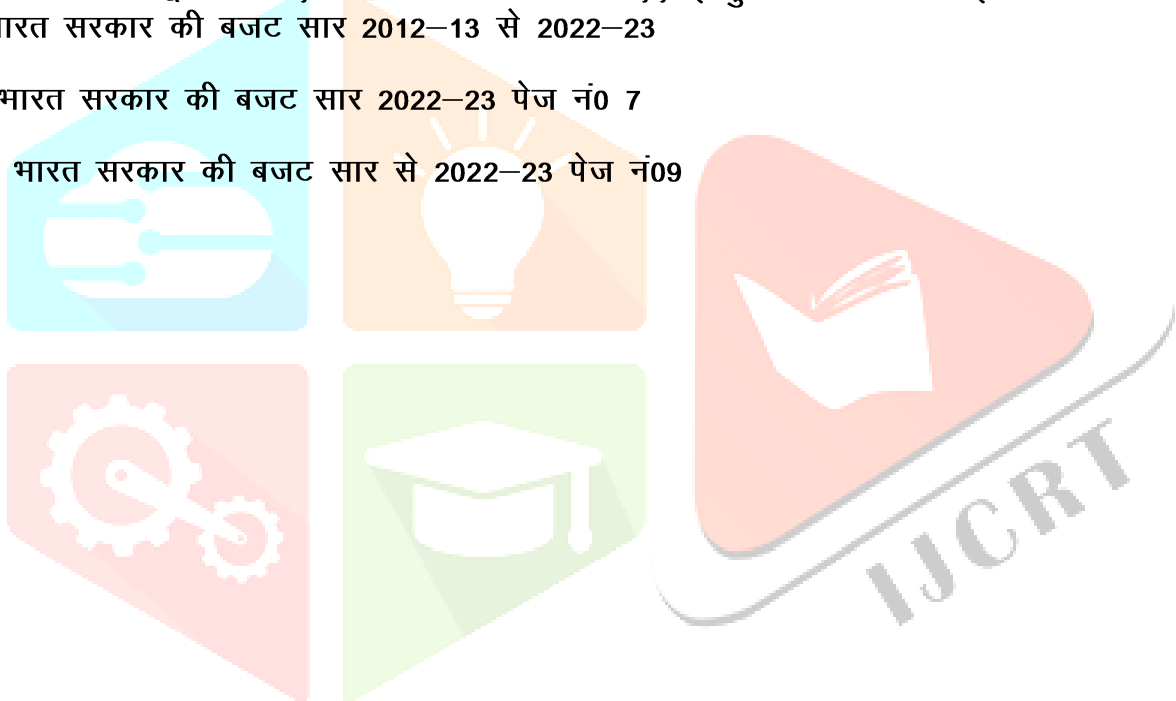 भारत सरकार की बजट सार 2012–13 से 2022–23
भारत सरकार की बजट सार 2022–23 पेज नं0 7
भारत सरकार की बजट सार से 2022–23 पेज नं09
IJCRT